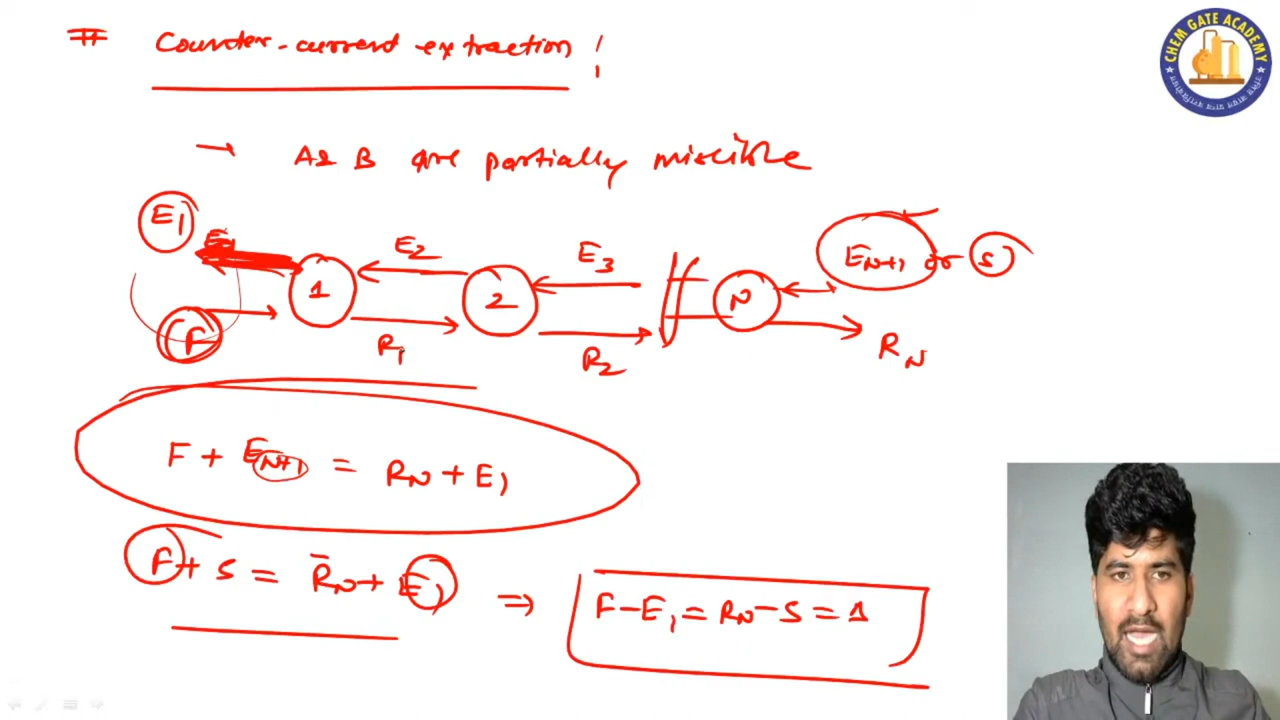 # Counter-current extraction :
CHEM GATE ACADEMY
→ A & B are partially miscible
E1
E2 E3 EN+1 or S
1 2 N
F R1 R2 RN
F + EN+1 = RN + E1
F + S = RN + E1 ⇒ F - E1 = RN - S = Δ